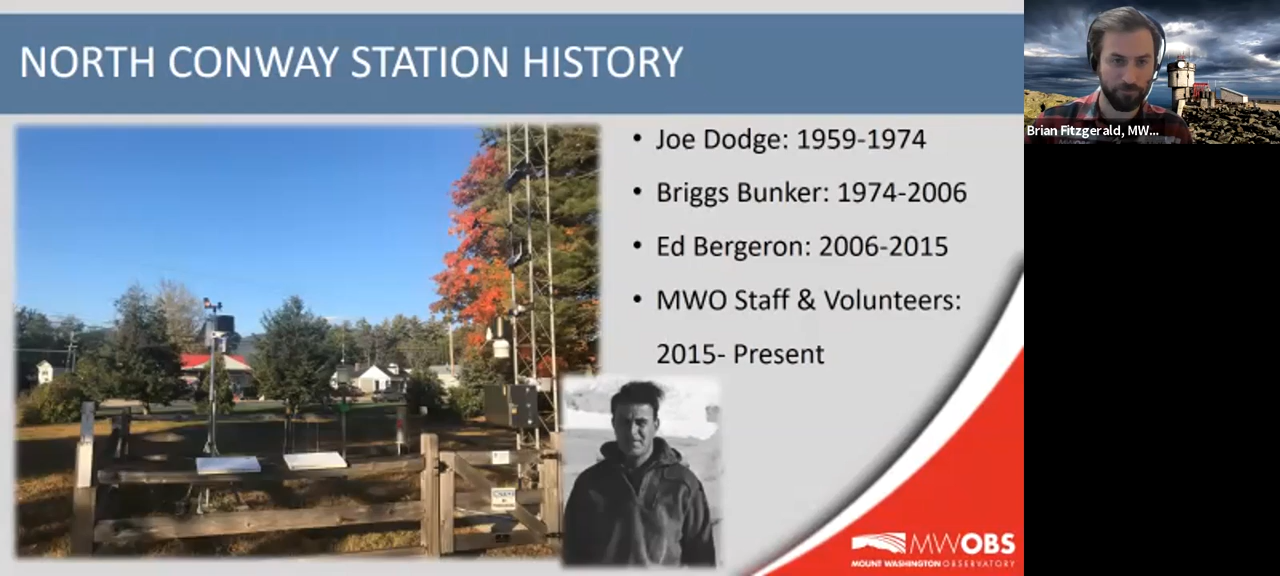 NORTH CONWAY STATION HISTORY
• Joe Dodge: 1959-1974
• Briggs Bunker: 1974-2006
• Ed Bergeron: 2006-2015
• MWO Staff & Volunteers:
2015- Present
MWOBS
MOUNT WASHINGTON OBSERVATORY
Brian Fitzgerald, MW...